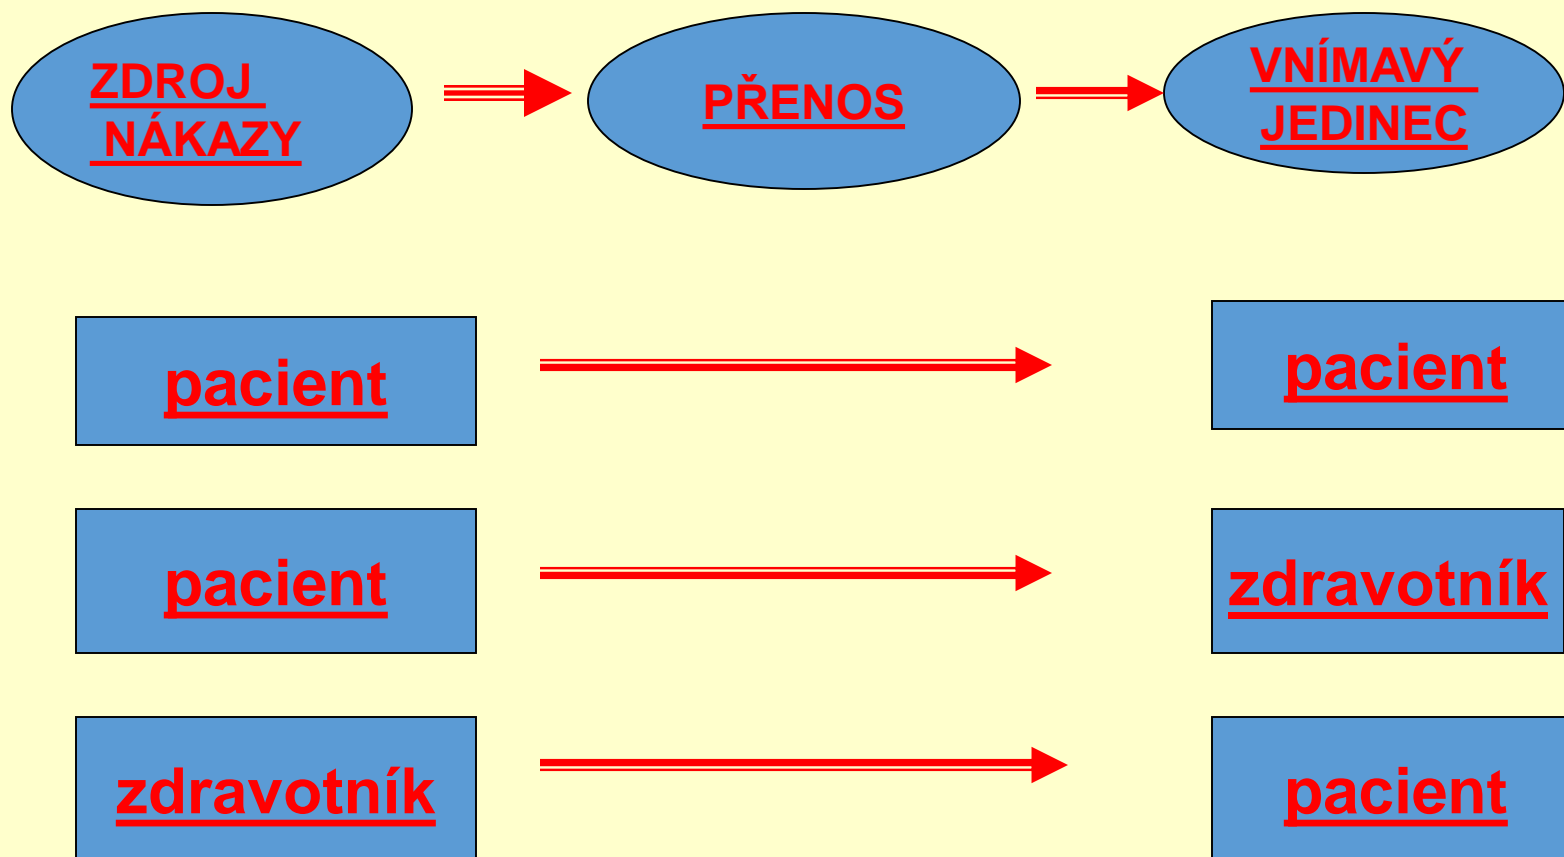 ZDROJ
NÁKAZY
PŘENOS
VNÍMAVÝ
JEDINEC
pacient
pacient
pacient
zdravotník
zdravotník
pacient